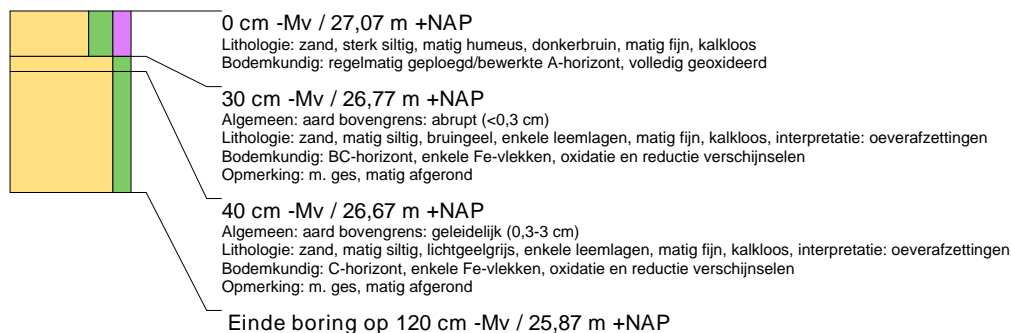 0 cm -Mv / 27,07 m +NAP
Lithologie: zand, sterk siltig, matig humeus, donkerbruin, matig fijn, kalkloos
Bodemkundig: regelmatig geploegd/bewerkte A-horizont, volledig geoxideerd
30 cm -Mv / 26,77 m +NAP
Algemeen: aard bovengrens: abrupt (<0,3 cm)
Lithologie: zand, matig siltig, bruingeel, enkele leemlagen, matig fijn, kalkloos, interpretatie: oeverafzettingen
Bodemkundig: BC-horizont, enkele Fe-vlekken, oxidatie en reductie verschijnselen
Opmerking: m. ges, matig afgerond
40 cm -Mv / 26,67 m +NAP
Algemeen: aard bovengrens: geleidelijk (0,3-3 cm)
Lithologie: zand, matig siltig, lichtgeelgrijs, enkele leemlagen, matig fijn, kalkloos, interpretatie: oeverafzettingen
Bodemkundig: C-horizont, enkele Fe-vlekken, oxidatie en reductie verschijnselen
Opmerking: m. ges, matig afgerond
Einde boring op 120 cm -Mv / 25,87 m +NAP